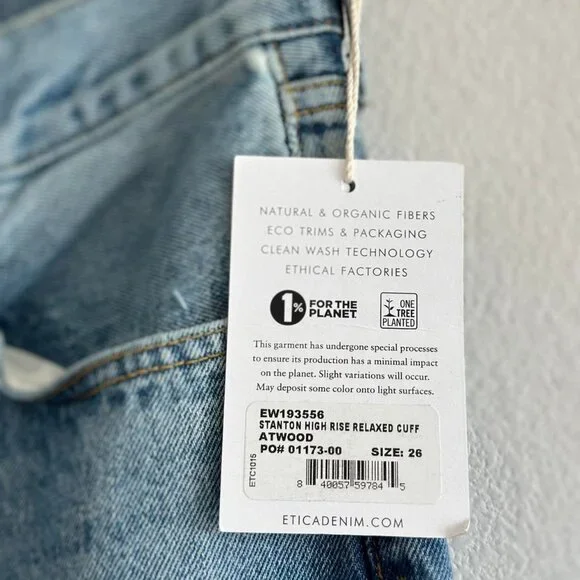 NATURAL & ORGANIC FIBERS
ECO TRIMS & PACKAGING
CLEAN WASH TECHNOLOGY
ETHICAL FACTORIES
1% FOR THE
PLANET
ONE
TREE
PLANTED
This garment has undergone special processes
to ensure its production has a minimal impact
on the planet. Slight variations will occur.
May deposit some color onto light surfaces.
EW193556
STANTON HIGH RISE RELAXED CUFF
ATWOOD
PO# 01173-00 SIZE: 26
ETC1015
8 40057 59784 5
ETICADENIM.COM